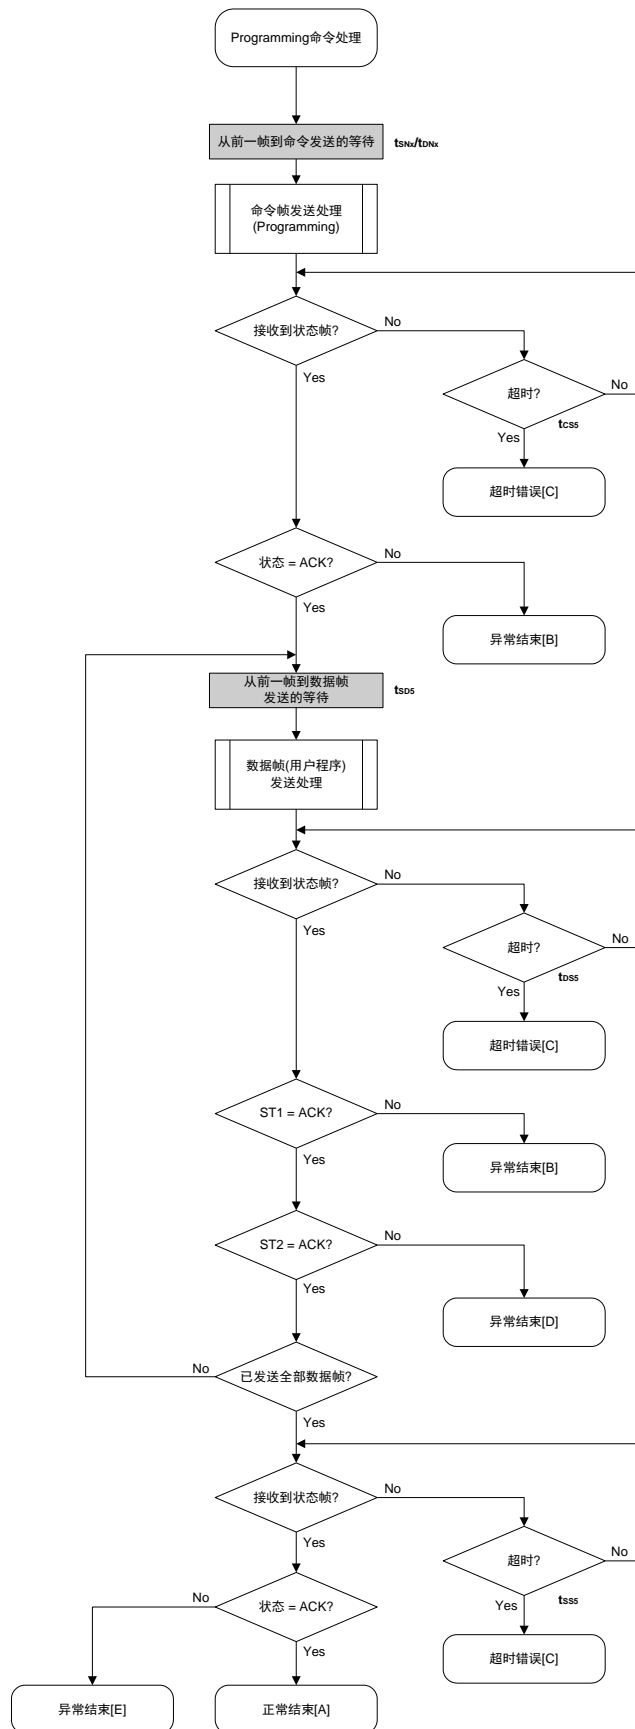 Programming命令处理
从前一帧到命令发送的等待
tSNx/tDNx
命令帧发送处理
(Programming)
接收到状态帧?
No
Yes
超时?
No
tCS5
Yes
超时错误[C]
状态 = ACK?
No
Yes
异常结束[B]
从前一帧到数据帧
发送的等待
tSD5
数据帧(用户程序)
发送处理
接收到状态帧?
No
Yes
超时?
No
tDS5
Yes
超时错误[C]
ST1 = ACK?
No
Yes
异常结束[B]
ST2 = ACK?
No
Yes
异常结束[D]
已发送全部数据帧?
No
Yes
接收到状态帧?
No
Yes
超时?
No
tSS5
Yes
超时错误[C]
状态 = ACK?
No
Yes
异常结束[E]
正常结束[A]